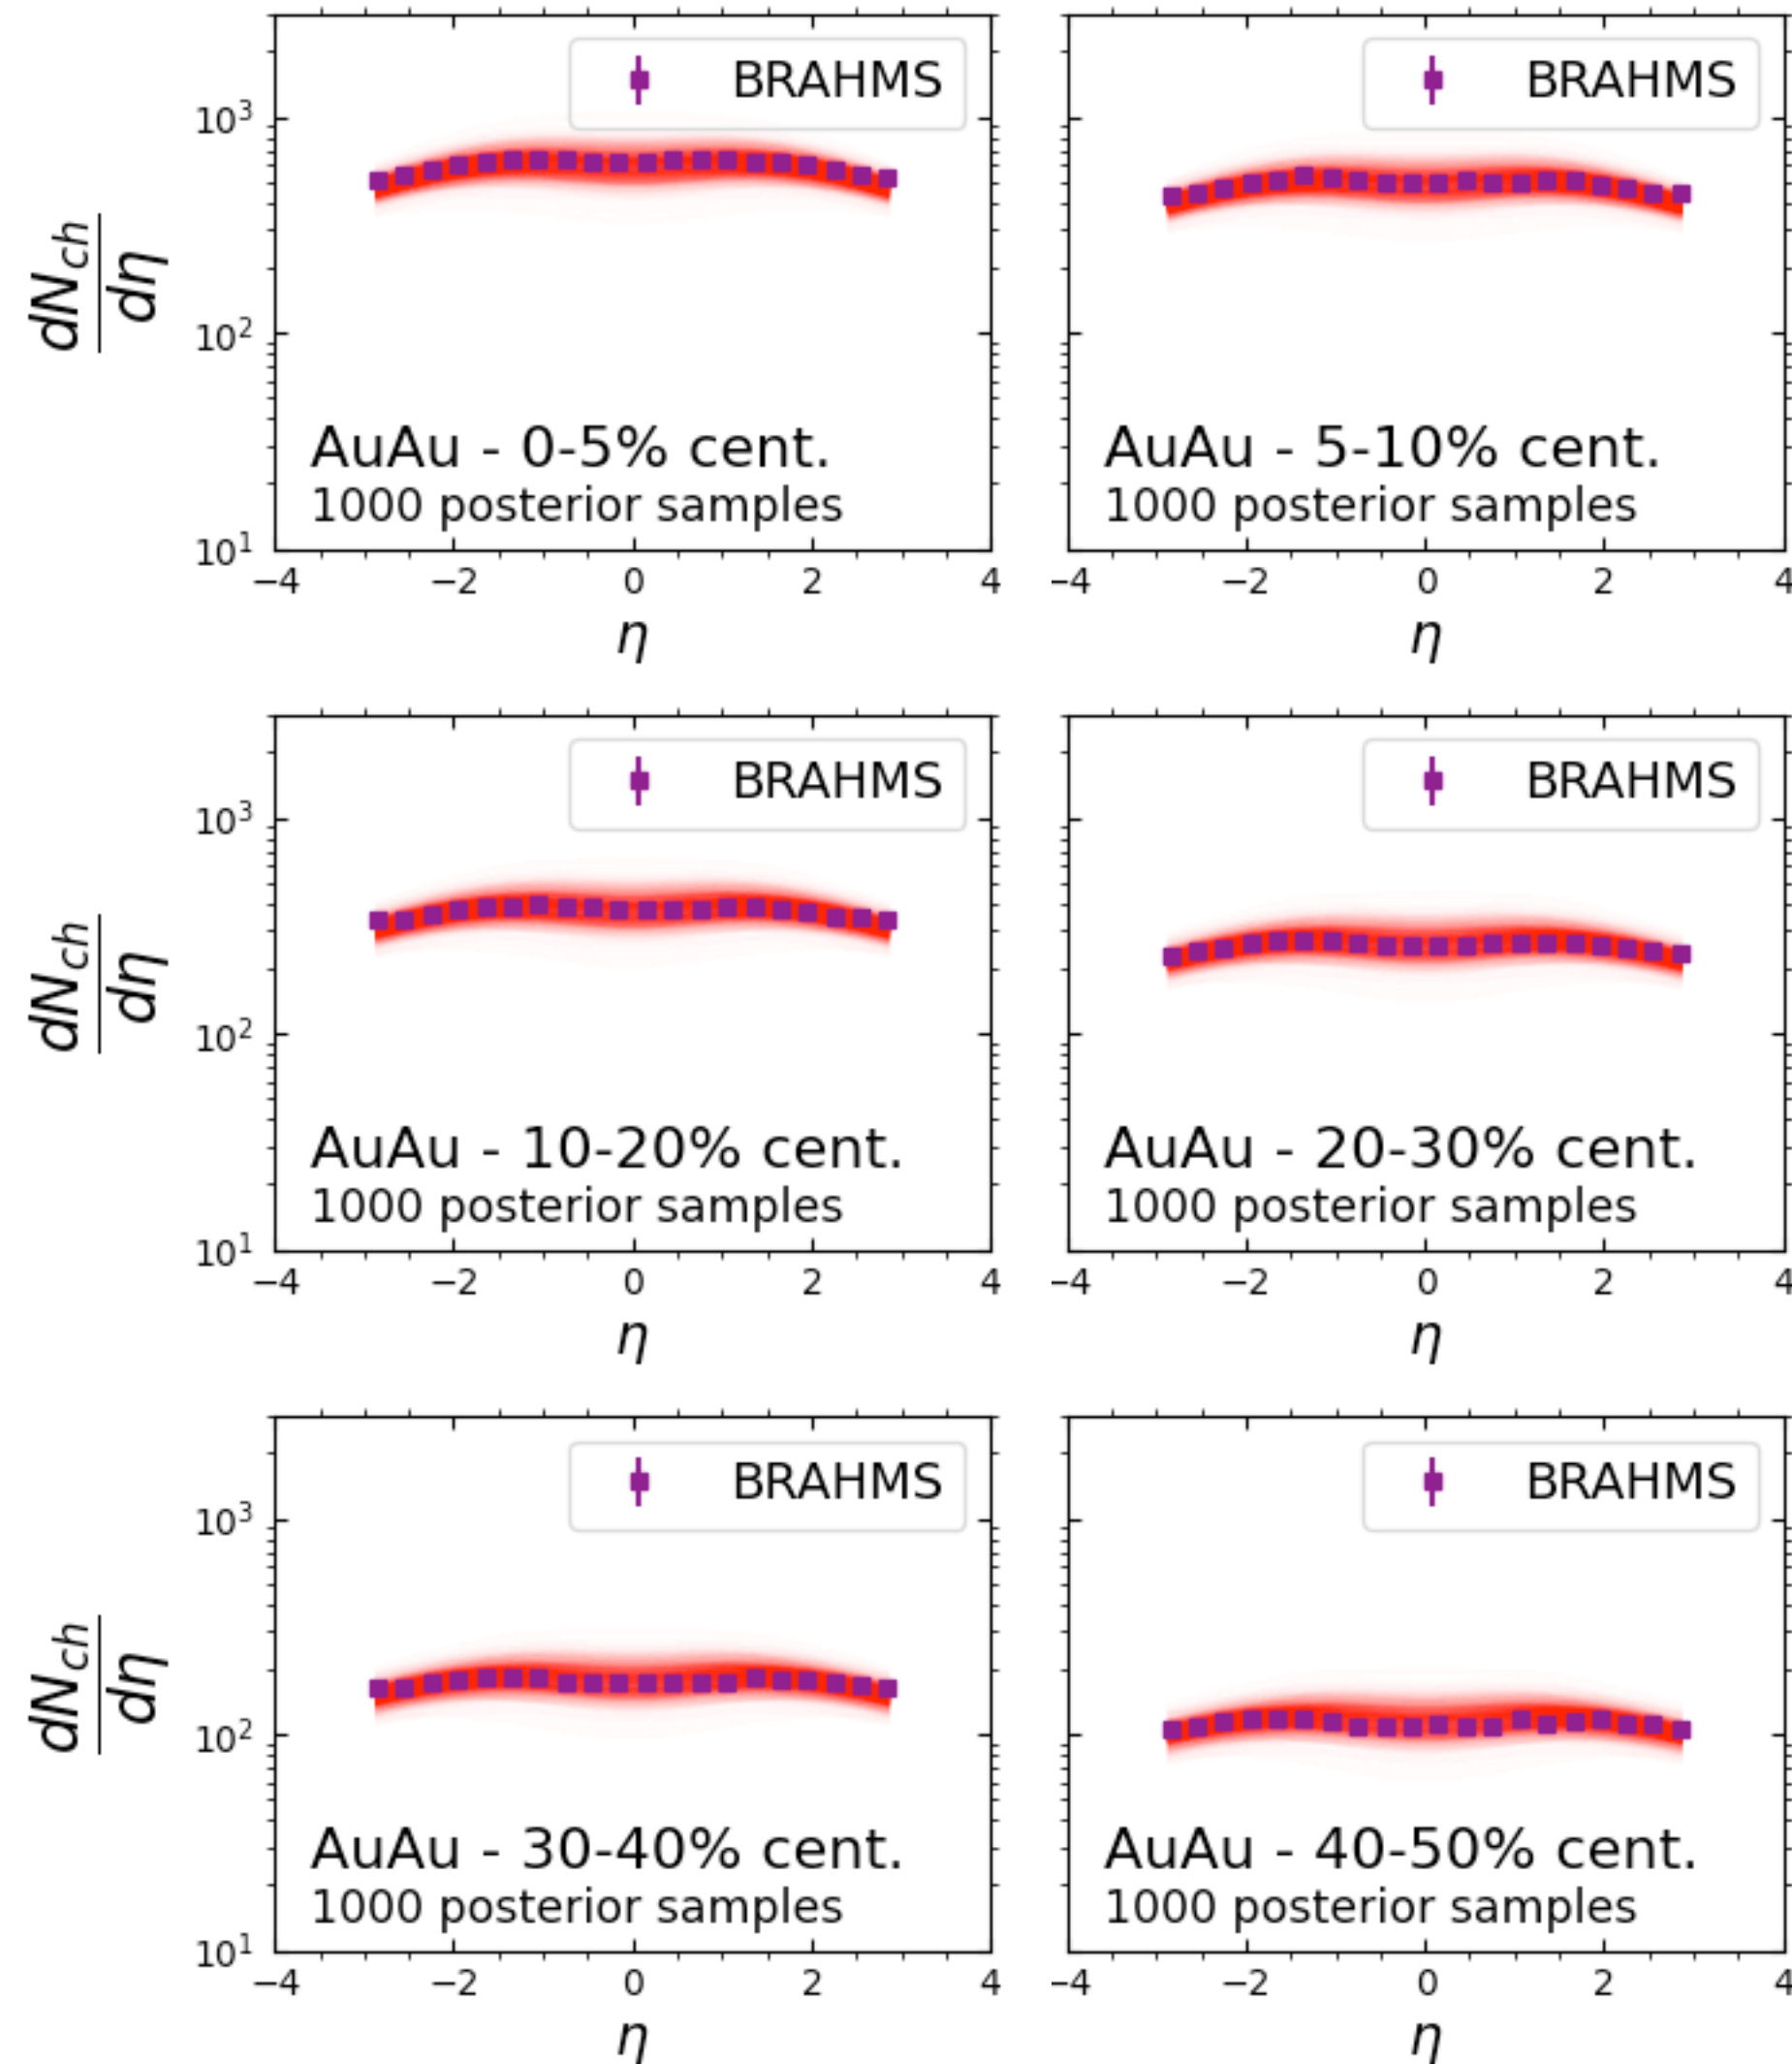 BRAHMS
BRAHMS
10³
10²
10¹
dN_ch
dη
AuAu - 0-5% cent.
1000 posterior samples
AuAu - 5-10% cent.
1000 posterior samples
−4 −2 0 2 4
−4 −2 0 2 4
η
η
BRAHMS
BRAHMS
10³
10²
10¹
dN_ch
dη
AuAu - 10-20% cent.
1000 posterior samples
AuAu - 20-30% cent.
1000 posterior samples
−4 −2 0 2 4
−4 −2 0 2 4
η
η
BRAHMS
BRAHMS
10³
10²
10¹
dN_ch
dη
AuAu - 30-40% cent.
1000 posterior samples
AuAu - 40-50% cent.
1000 posterior samples
−4 −2 0 2 4
−4 −2 0 2 4
η
η